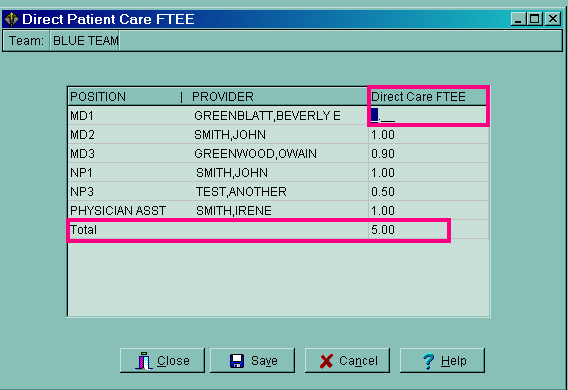 Direct Patient Care FTEE
Team: BLUE TEAM
POSITION | PROVIDER Direct Care FTEE
MD1 GREENBLATT,BEVERLY E _.__
MD2 SMITH,JOHN 1.00
MD3 GREENWOOD,OWAIN 0.90
NP1 SMITH,JOHN 1.00
NP3 TEST,ANOTHER 0.50
PHYSICIAN ASST SMITH,IRENE 1.00
Total 5.00
Close Save Cancel ? Help